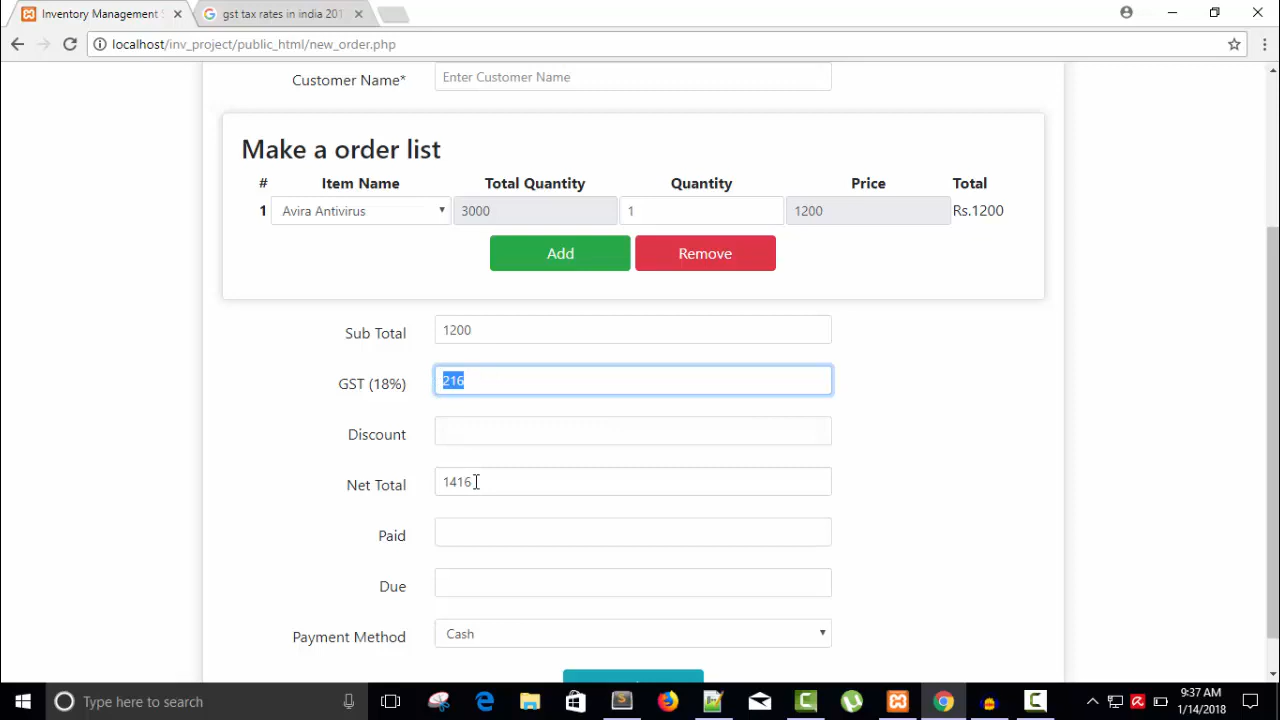 Inventory Management S
gst tax rates in india 201
localhost/inv_project/public_html/new_order.php
Customer Name*
Enter Customer Name
Make a order list
# Item Name Total Quantity Quantity Price Total
1 Avira Antivirus 3000 1 1200 Rs.1200
Add Remove
Sub Total 1200
GST (18%) 216
Discount
Net Total 1416
Paid
Due
Payment Method Cash
Type here to search
9:37 AM
1/14/2018